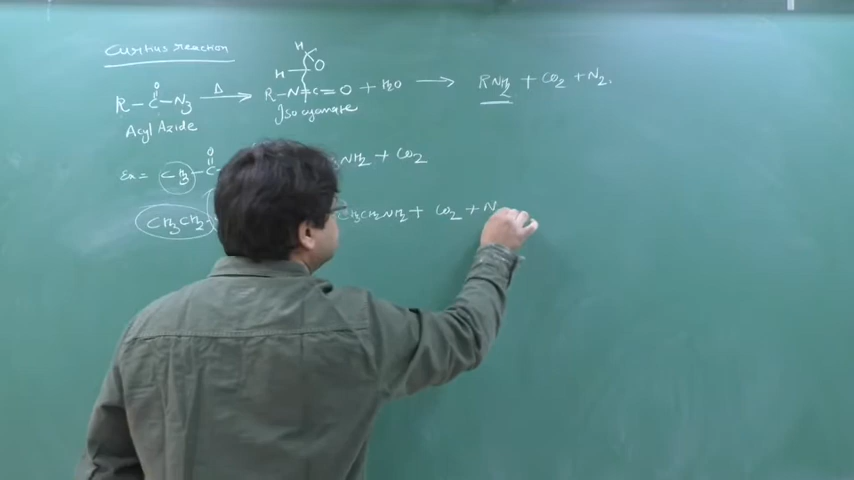 Curtius reaction
H
O
H
O
R-C-N3 Δ → R-N=C=O + H2O → RNH2 + CO2 + N2.
Acyl Azide
Isocyanate
O
Ex = CH3-C NH2 + CO2
CH3CH2 CH3CH2NH2 + CO2 + N